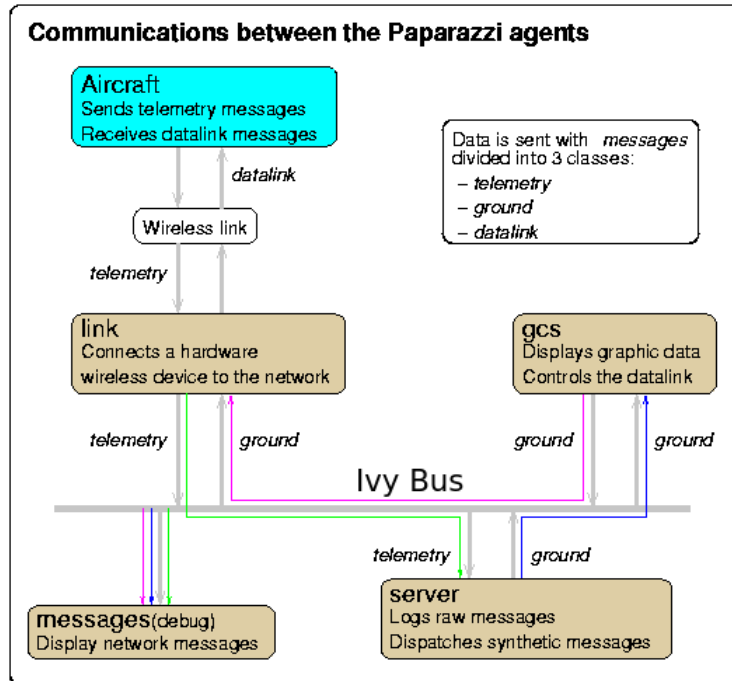 Communications between the Paparazzi agents
Aircraft
Sends telemetry messages
Receives datalink messages
Data is sent with messages
divided into 3 classes:
– telemetry
– ground
– datalink
datalink
Wireless link
telemetry
link
Connects a hardware
wireless device to the network
gcs
Displays graphic data
Controls the datalink
telemetry
ground
ground
ground
Ivy Bus
telemetry
ground
messages(debug)
Display network messages
server
Logs raw messages
Dispatches synthetic messages